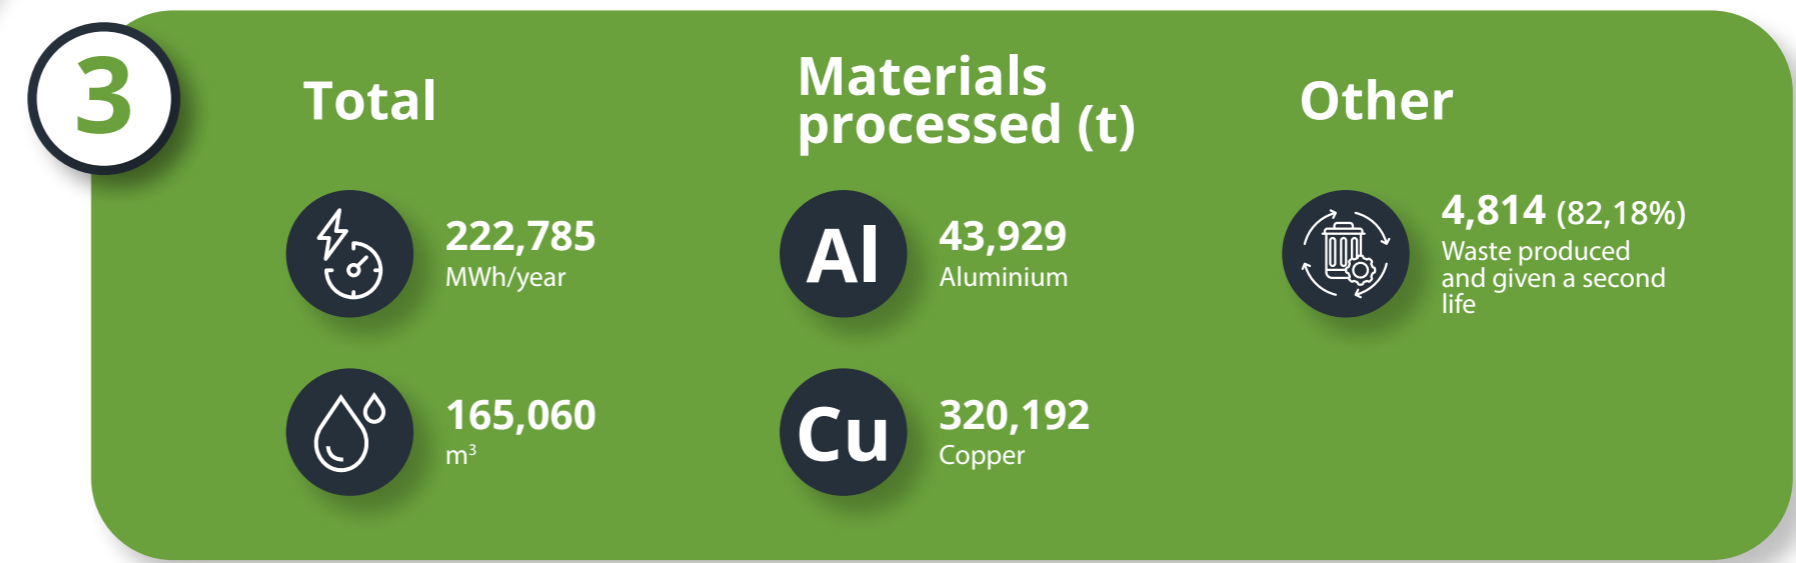 3
Total
222,785
MWh/year
165,060
m³
Materials
processed (t)
Al
43,929
Aluminium
Cu
320,192
Copper
Other
4,814 (82,18%)
Waste produced
and given a second
life